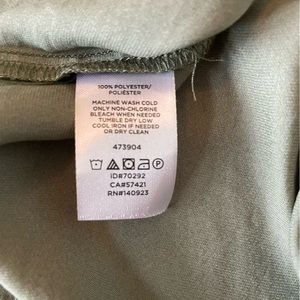 100% POLYESTER/
POLIÉSTER
MACHINE WASH COLD
ONLY NON-CHLORINE
BLEACH WHEN NEEDED
TUMBLE DRY LOW
COOL IRON IF NEEDED
OR DRY CLEAN
473904
P
ID#70292
CA#57421
RN#140923